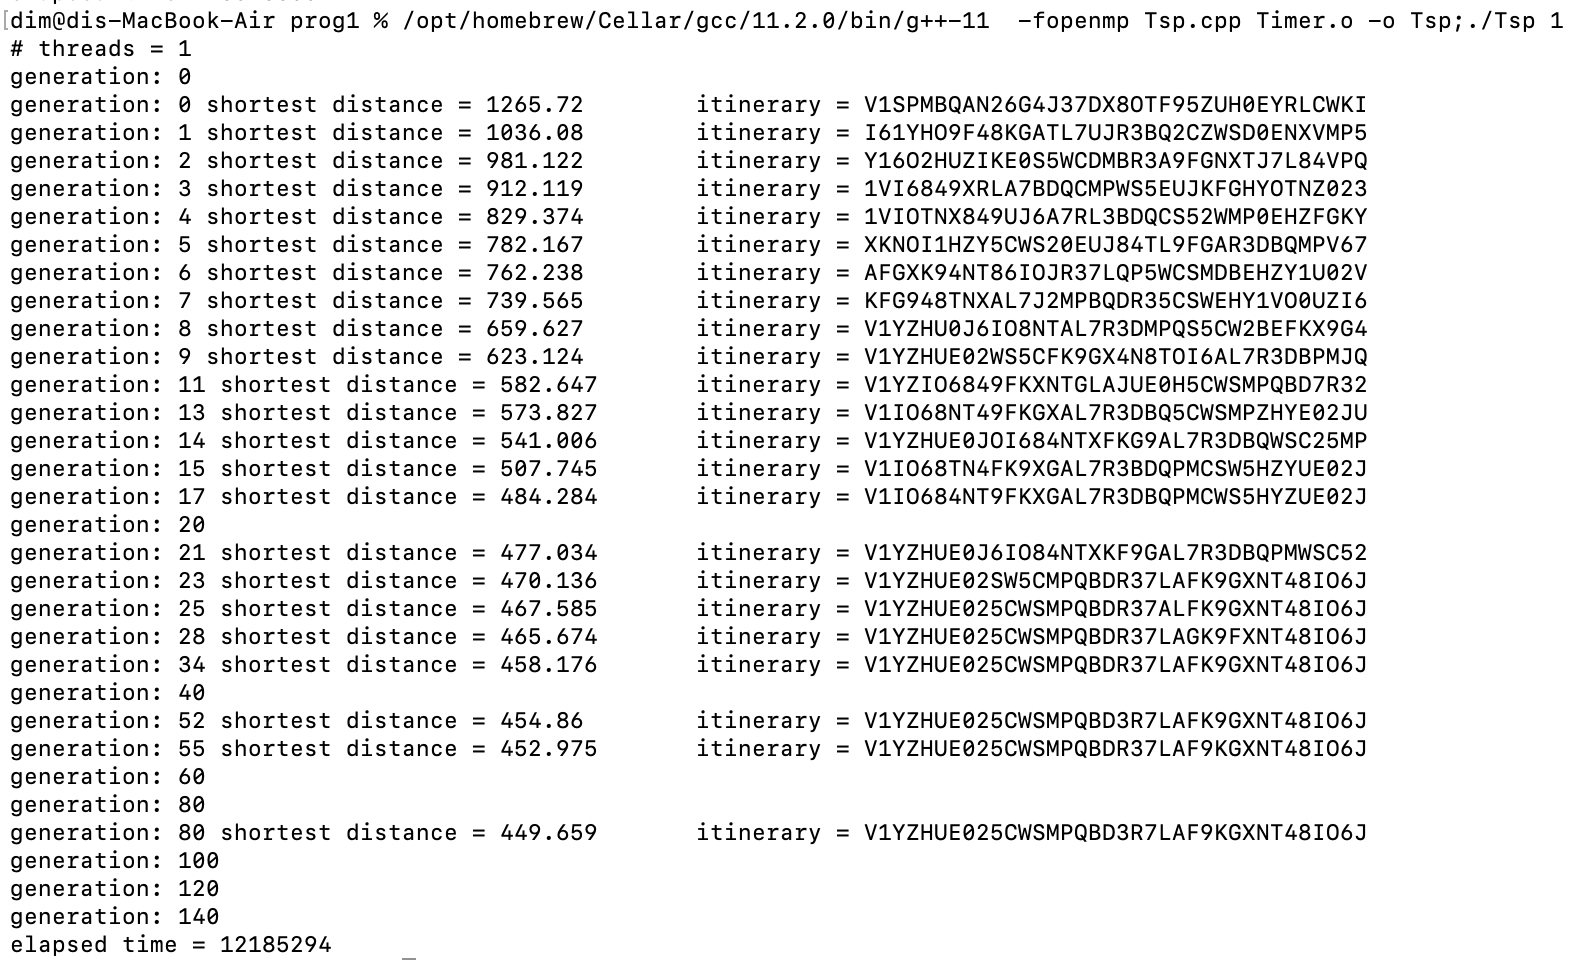 [dim@dis-MacBook-Air prog1 % /opt/homebrew/Cellar/gcc/11.2.0/bin/g++-11  -fopenmp Tsp.cpp Timer.o -o Tsp;./Tsp 1
# threads = 1
generation: 0
generation: 0 shortest distance = 1265.72        itinerary = V1SPMBQAN26G4J37DX8OTF95ZUH0EYRLCWKI
generation: 1 shortest distance = 1036.08        itinerary = I61YHO9F48KGATL7UJR3BQ2CZWSD0ENXVMP5
generation: 2 shortest distance = 981.122        itinerary = Y16O2HUZIKE0S5WCDMBR3A9FGNXTJ7L84VPQ
generation: 3 shortest distance = 912.119        itinerary = 1VI6849XRLA7BDQCMPWS5EUJKFGHYOTNZ023
generation: 4 shortest distance = 829.374        itinerary = 1VIOTNX849UJ6A7RL3BDQCS52WMP0EHZFGKY
generation: 5 shortest distance = 782.167        itinerary = XKNOI1HZY5CWS20EUJ84TL9FGAR3DBQMPV67
generation: 6 shortest distance = 762.238        itinerary = AFGXK94NT86IOJR37LQP5WCSMDBEHZY1U02V
generation: 7 shortest distance = 739.565        itinerary = KFG948TNXAL7J2MPBQDR35CSWEHY1VO0UZI6
generation: 8 shortest distance = 659.627        itinerary = V1YZHU0J6IO8NTAL7R3DMPQS5CW2BEFKX9G4
generation: 9 shortest distance = 623.124        itinerary = V1YZHUE02WS5CFK9GX4N8TOI6AL7R3DBPMJQ
generation: 11 shortest distance = 582.647       itinerary = V1YZIO6849FKXNTGLAJUE0H5CWSMPQBD7R32
generation: 13 shortest distance = 573.827       itinerary = V1IO68NT49FKGXAL7R3DBQ5CWSMPZHYE02JU
generation: 14 shortest distance = 541.006       itinerary = V1YZHUE0JOI684NTXFKG9AL7R3DBQWSC25MP
generation: 15 shortest distance = 507.745       itinerary = V1IO68TN4FK9XGAL7R3BDQPMCSW5HZYUE02J
generation: 17 shortest distance = 484.284       itinerary = V1IO684NT9FKXGAL7R3DBQPMCWS5HYZUE02J
generation: 20
generation: 21 shortest distance = 477.034       itinerary = V1YZHUE0J6IO84NTXKF9GAL7R3DBQPMWSC52
generation: 23 shortest distance = 470.136       itinerary = V1YZHUE02SW5CMPQBDR37LAFK9GXNT48IO6J
generation: 25 shortest distance = 467.585       itinerary = V1YZHUE025CWSMPQBDR37ALFK9GXNT48IO6J
generation: 28 shortest distance = 465.674       itinerary = V1YZHUE025CWSMPQBDR37LAGK9FXNT48IO6J
generation: 34 shortest distance = 458.176       itinerary = V1YZHUE025CWSMPQBDR37LAFK9GXNT48IO6J
generation: 40
generation: 52 shortest distance = 454.86        itinerary = V1YZHUE025CWSMPQBD3R7LAFK9GXNT48IO6J
generation: 55 shortest distance = 452.975       itinerary = V1YZHUE025CWSMPQBDR37LAF9KGXNT48IO6J
generation: 60
generation: 80
generation: 80 shortest distance = 449.659       itinerary = V1YZHUE025CWSMPQBD3R7LAF9KGXNT48IO6J
generation: 100
generation: 120
generation: 140
elapsed time = 12185294